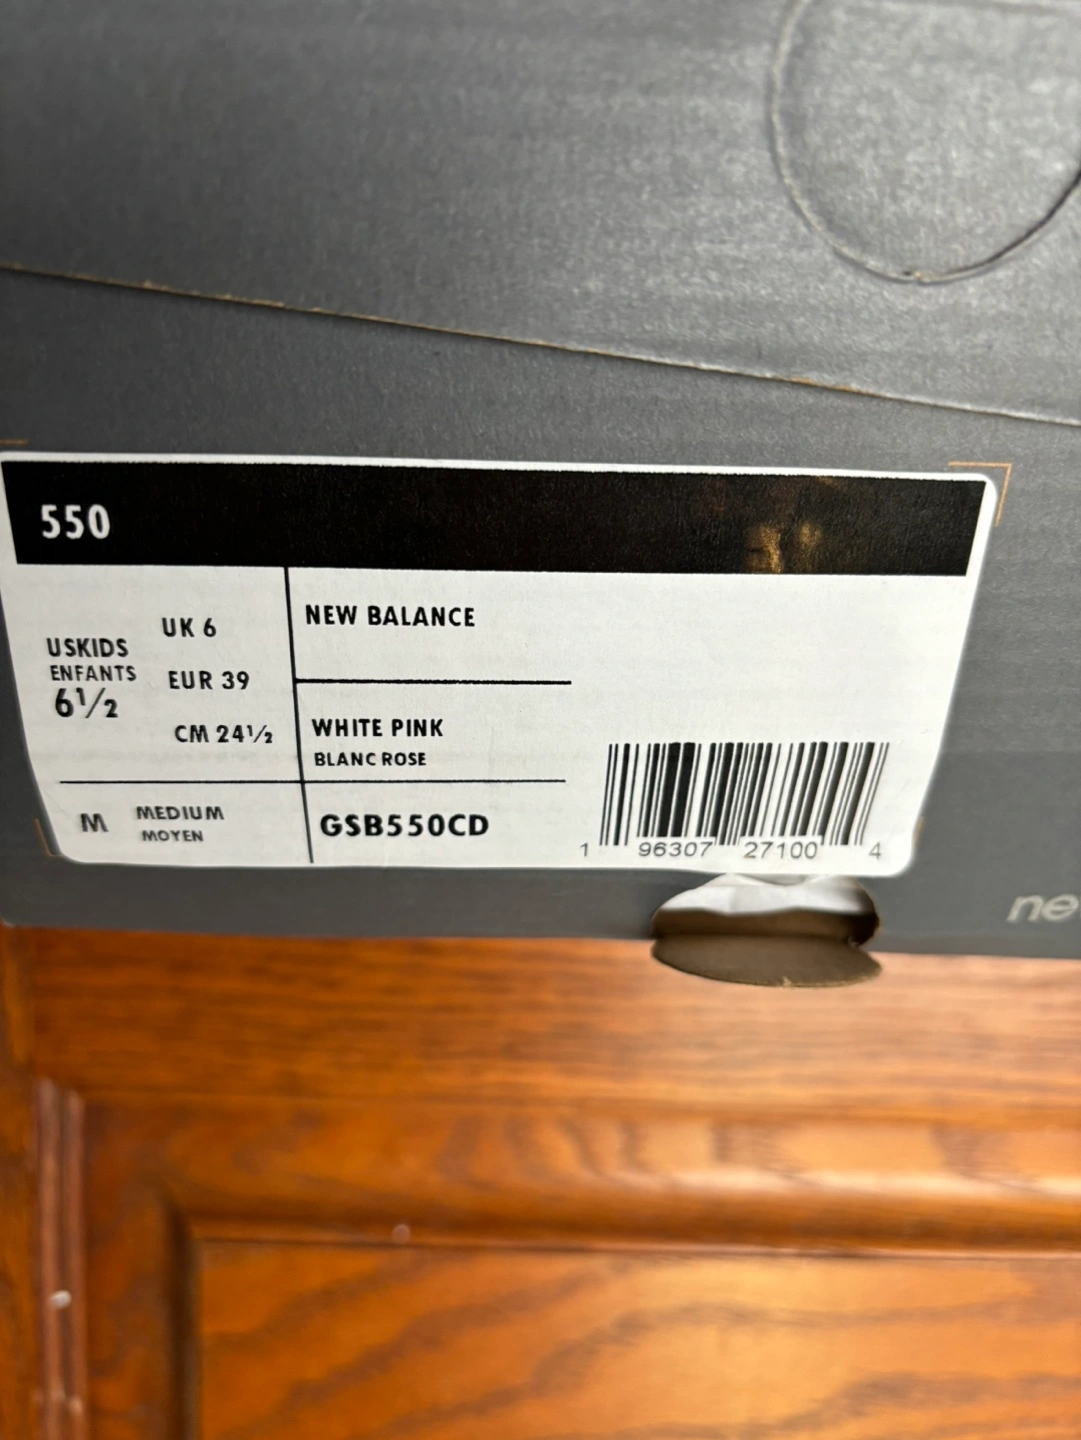 550
USKIDS
ENFANTS
6½
UK 6
EUR 39
CM 24½
NEW BALANCE
WHITE PINK
BLANC ROSE
M MEDIUM
MOYEN
GSB550CD
1 96307 27100 4
ne